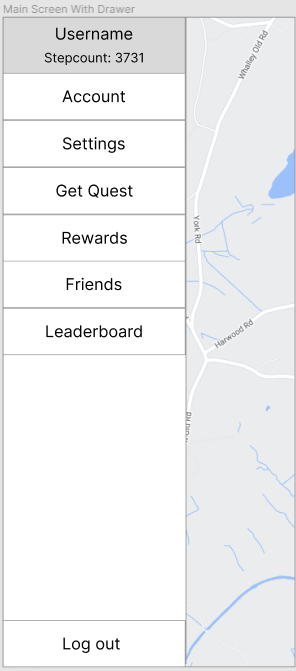 Main Screen With Drawer
Username
Stepcount: 3731
Account
Settings
Get Quest
Rewards
Friends
Leaderboard
Log out
Whalley Old Rd
York Rd
Harwood Rd